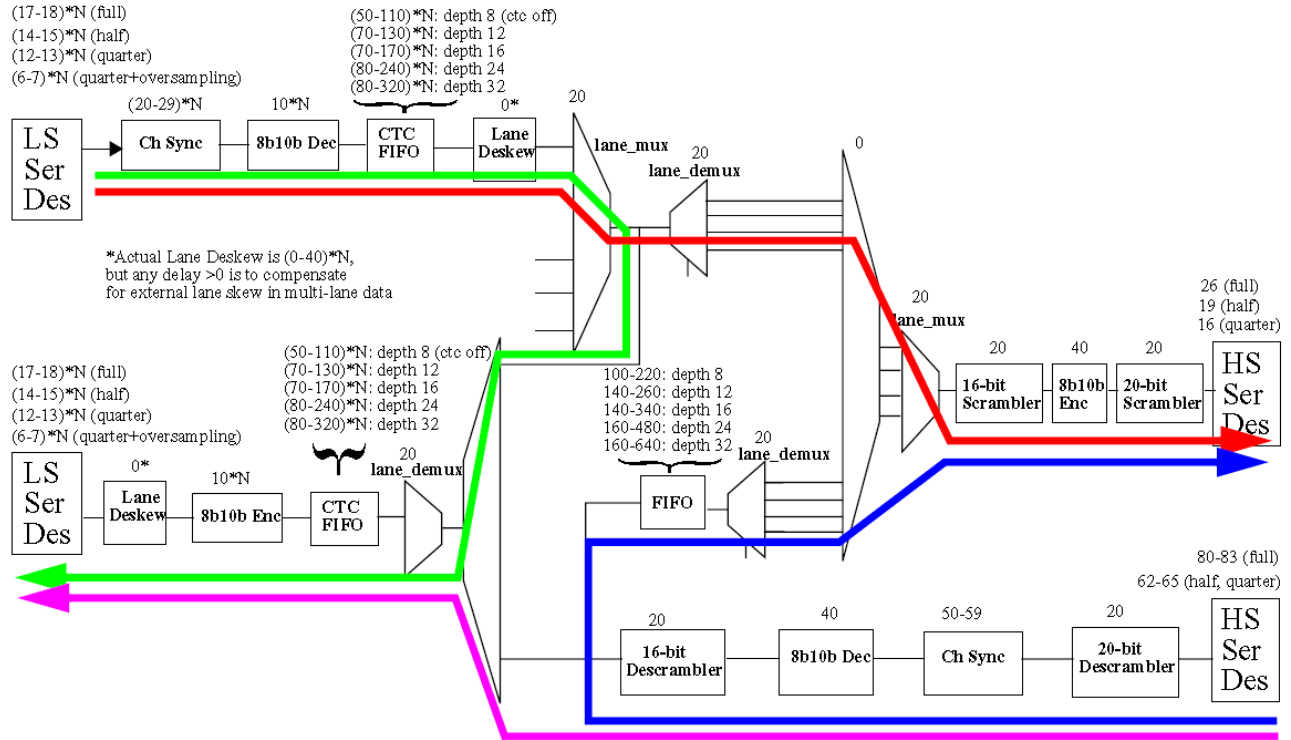 (17-18)*N (full)
(14-15)*N (half)
(12-13)*N (quarter)
(6-7)*N (quarter+oversampling)
(50-110)*N: depth 8 (ctc off)
(70-130)*N: depth 12
(70-170)*N: depth 16
(80-240)*N: depth 24
(80-320)*N: depth 32
(20-29)*N
10*N
0*
20
LS
Ser
Des
Ch Sync
8b10b Dec
CTC
FIFO
Lane
Deskew
lane_mux
20
lane_demux
0
*Actual Lane Deskew is (0-40)*N,
but any delay >0 is to compensate
for external lane skew in multi-lane data
20
lane_mux
26 (full)
19 (half)
16 (quarter)
20
40
20
16-bit
Scrambler
8b10b
Enc
20-bit
Scrambler
HS
Ser
Des
(17-18)*N (full)
(14-15)*N (half)
(12-13)*N (quarter)
(6-7)*N (quarter+oversampling)
(50-110)*N: depth 8 (ctc off)
(70-130)*N: depth 12
(70-170)*N: depth 16
(80-240)*N: depth 24
(80-320)*N: depth 32
LS
Ser
Des
0*
Lane
Deskew
10*N
8b10b Enc
CTC
FIFO
20
lane_demux
100-220: depth 8
140-260: depth 12
140-340: depth 16
160-480: depth 24
160-640: depth 32
FIFO
20
lane_demux
80-83 (full)
62-65 (half, quarter)
20
40
50-59
20
16-bit
Descrambler
8b10b Dec
Ch Sync
20-bit
Descrambler
HS
Ser
Des